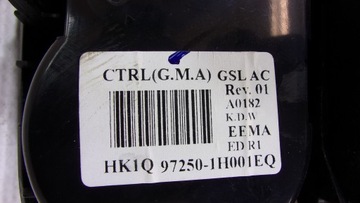 CTRL(G.M.A) GSL AC
Rev. 01
A0182
K.D.W
EEMA
ED R1
HK1Q 97250-1H001EQ